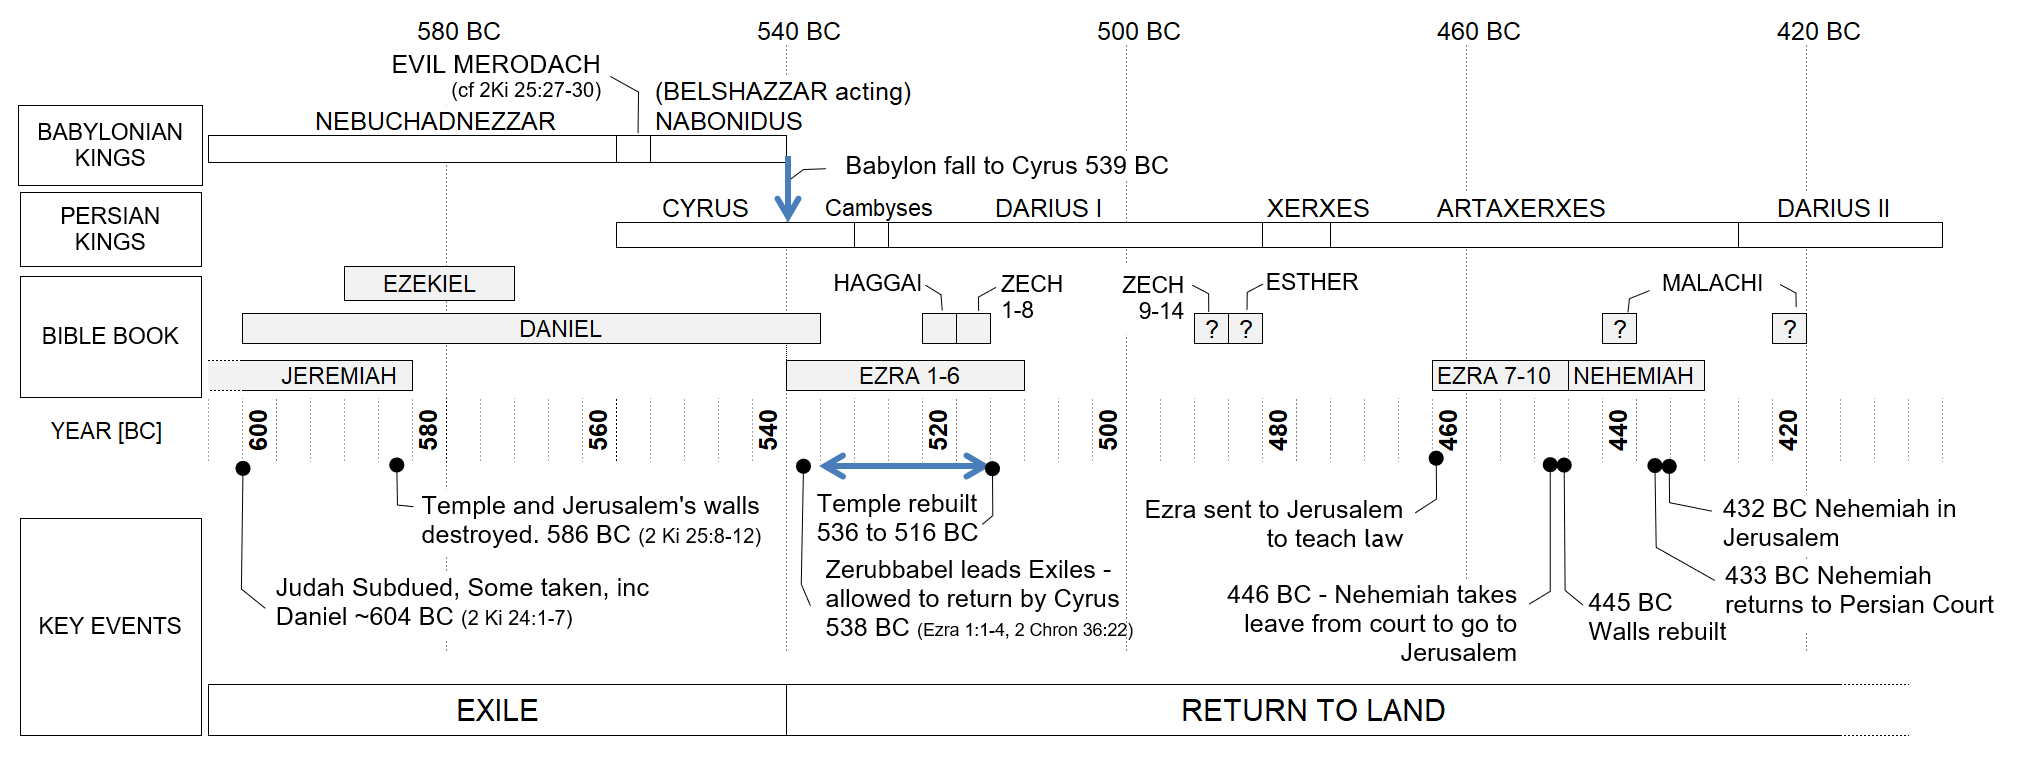 580 BC
540 BC
500 BC
460 BC
420 BC
EVIL MERODACH
(cf 2Ki 25:27-30)
(BELSHAZZAR acting)
NEBUCHADNEZZAR
NABONIDUS
BABYLONIAN
KINGS
Babylon fall to Cyrus 539 BC
PERSIAN
KINGS
CYRUS
Cambyses
DARIUS I
XERXES
ARTAXERXES
DARIUS II
BIBLE BOOK
EZEKIEL
HAGGAI
ZECH
1-8
ZECH
9-14
ESTHER
MALACHI
DANIEL
?
?
?
?
JEREMIAH
EZRA 1-6
EZRA 7-10
NEHEMIAH
YEAR [BC]
600
580
560
540
520
500
480
460
440
420
Temple and Jerusalem's walls
destroyed. 586 BC (2 Ki 25:8-12)
Temple rebuilt
536 to 516 BC
Ezra sent to Jerusalem
to teach law
432 BC Nehemiah in
Jerusalem
KEY EVENTS
Judah Subdued, Some taken, inc
Daniel ~604 BC (2 Ki 24:1-7)
Zerubbabel leads Exiles -
allowed to return by Cyrus
538 BC (Ezra 1:1-4, 2 Chron 36:22)
446 BC - Nehemiah takes
leave from court to go to
Jerusalem
445 BC
Walls rebuilt
433 BC Nehemiah
returns to Persian Court
EXILE
RETURN TO LAND